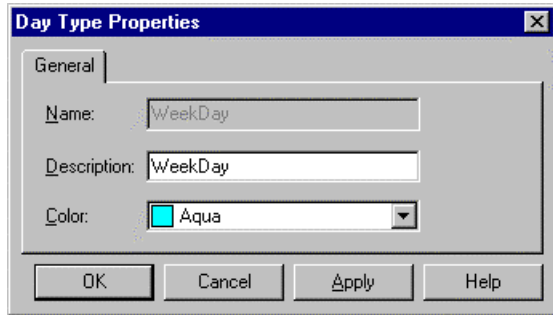 Day Type Properties
General
Name: WeekDay
Description: WeekDay
Color: Aqua
OK Cancel Apply Help